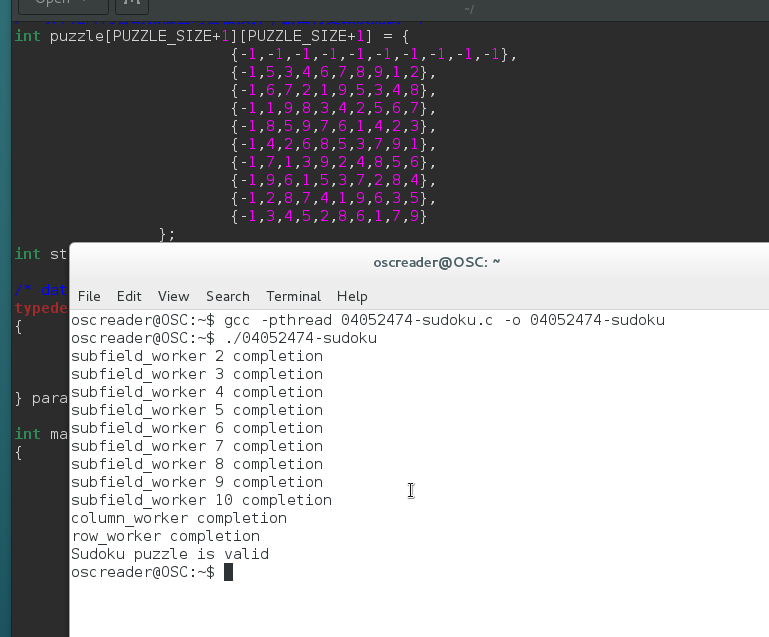 Open
~/
int puzzle[PUZZLE_SIZE+1][PUZZLE_SIZE+1] = {
{-1,-1,-1,-1,-1,-1,-1,-1,-1,-1},
{-1,5,3,4,6,7,8,9,1,2},
{-1,6,7,2,1,9,5,3,4,8},
{-1,1,9,8,3,4,2,5,6,7},
{-1,8,5,9,7,6,1,4,2,3},
{-1,4,2,6,8,5,3,7,9,1},
{-1,7,1,3,9,2,4,8,5,6},
{-1,9,6,1,5,3,7,2,8,4},
{-1,2,8,7,4,1,9,6,3,5},
{-1,3,4,5,2,8,6,1,7,9}
};
int st
/* dat
typede
{
} para
int ma
{
oscreader@OSC: ~
File Edit View Search Terminal Help
oscreader@OSC:~$ gcc -pthread 04052474-sudoku.c -o 04052474-sudoku
oscreader@OSC:~$ ./04052474-sudoku
subfield_worker 2 completion
subfield_worker 3 completion
subfield_worker 4 completion
subfield_worker 5 completion
subfield_worker 6 completion
subfield_worker 7 completion
subfield_worker 8 completion
subfield_worker 9 completion
subfield_worker 10 completion
column_worker completion
row_worker completion
Sudoku puzzle is valid
oscreader@OSC:~$